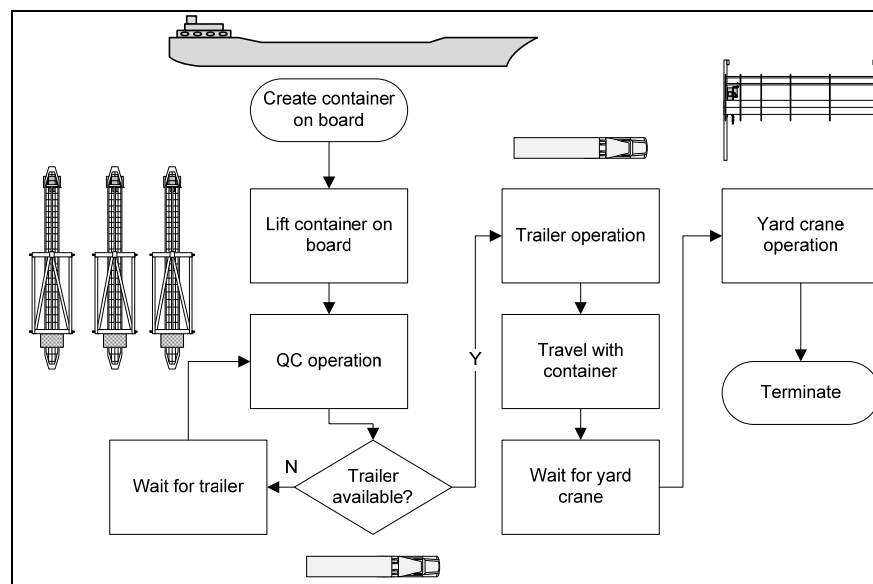 Create container
on board
Lift container on
board
QC operation
Wait for trailer
N
Trailer
available?
Y
Trailer operation
Travel with
container
Wait for yard
crane
Yard crane
operation
Terminate